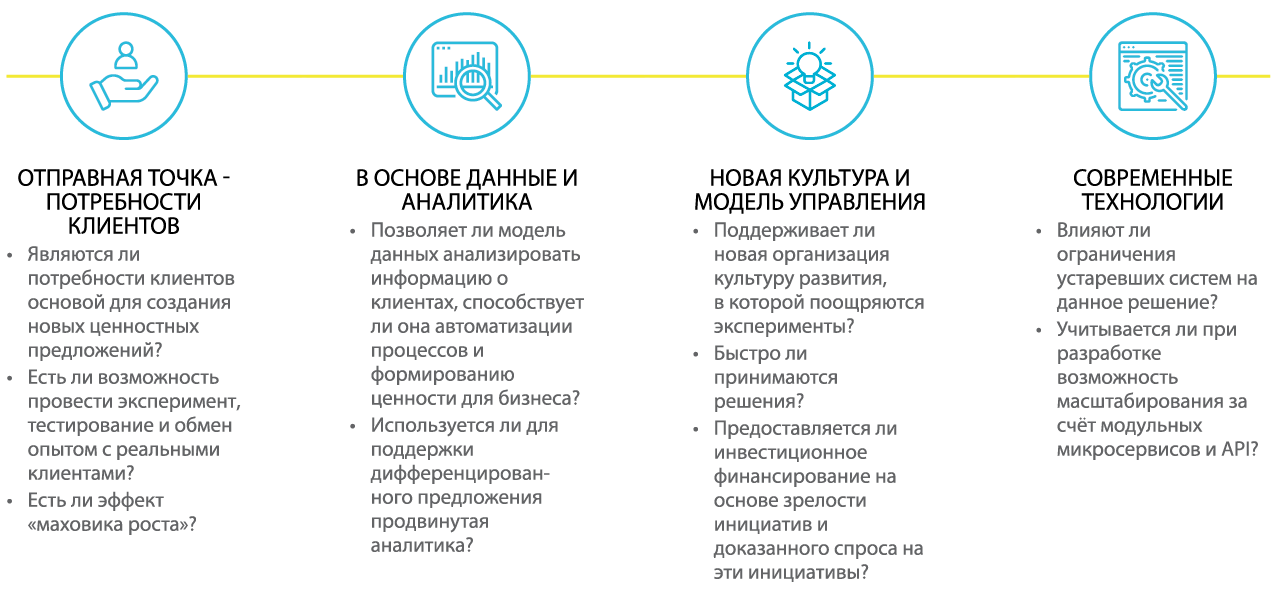 ОТПРАВНАЯ ТОЧКА -
ПОТРЕБНОСТИ
КЛИЕНТОВ
• Являются ли
потребности клиентов
основой для создания
новых ценностных
предложений?
• Есть ли возможность
провести эксперимент,
тестирование и обмен
опытом с реальными
клиентами?
• Есть ли эффект
«маховика роста»?
В ОСНОВЕ ДАННЫЕ И
АНАЛИТИКА
• Позволяет ли модель
данных анализировать
информацию о
клиентах, способствует
ли она автоматизации
процессов и
формированию
ценности для бизнеса?
• Используется ли для
поддержки
дифференцирован-
ного предложения
продвинутая
аналитика?
НОВАЯ КУЛЬТУРА И
МОДЕЛЬ УПРАВЛЕНИЯ
• Поддерживает ли
новая организация
культуру развития,
в которой поощряются
эксперименты?
• Быстро ли
принимаются
решения?
• Предоставляется ли
инвестиционное
финансирование на
основе зрелости
инициатив и
доказанного спроса на
эти инициативы?
СОВРЕМЕННЫЕ
ТЕХНОЛОГИИ
• Влияют ли
ограничения
устаревших систем на
данное решение?
• Учитывается ли при
разработке
возможность
масштабирования за
счёт модульных
микросервисов и API?